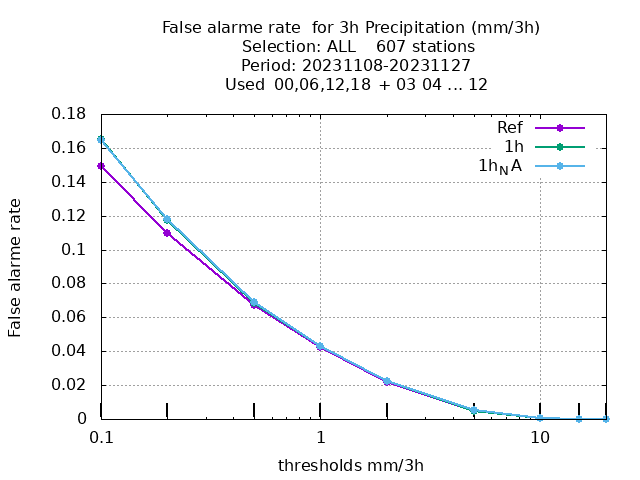 False alarme rate  for 3h Precipitation (mm/3h)
Selection: ALL    607 stations
Period: 20231108-20231127
Used  00,06,12,18  + 03 04 ... 12
0.18
0.16
0.14
0.12
0.1
0.08
0.06
0.04
0.02
0
False alarme rate
Ref
1h
1h_NA
0.1
1
10
thresholds mm/3h